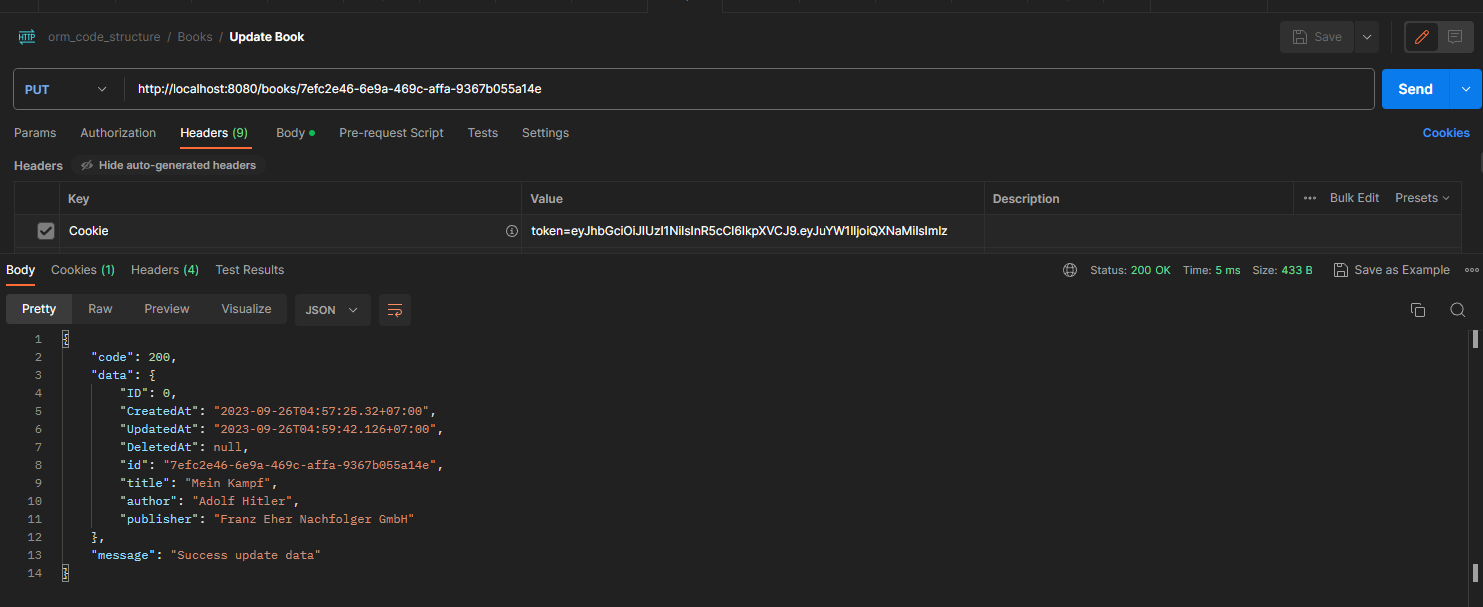 HTTP orm_code_structure / Books / Update Book Save
PUT http://localhost:8080/books/7efc2e46-6e9a-469c-affa-9367b055a14e Send
Params Authorization Headers (9) Body Pre-request Script Tests Settings Cookies
Headers Hide auto-generated headers
Key Value Description Bulk Edit Presets
Cookie token=eyJhbGciOiJIUzI1NiIsInR5cCI6IkpXVCJ9.eyJuYW1lIjoiQXNaMiIsImlz
Body Cookies (1) Headers (4) Test Results Status: 200 OK Time: 5 ms Size: 433 B Save as Example
Pretty Raw Preview Visualize JSON
1 {
2 "code": 200,
3 "data": {
4 "ID": 0,
5 "CreatedAt": "2023-09-26T04:57:25.32+07:00",
6 "UpdatedAt": "2023-09-26T04:59:42.126+07:00",
7 "DeletedAt": null,
8 "id": "7efc2e46-6e9a-469c-affa-9367b055a14e",
9 "title": "Mein Kampf",
10 "author": "Adolf Hitler",
11 "publisher": "Franz Eher Nachfolger GmbH"
12 },
13 "message": "Success update data"
14 }